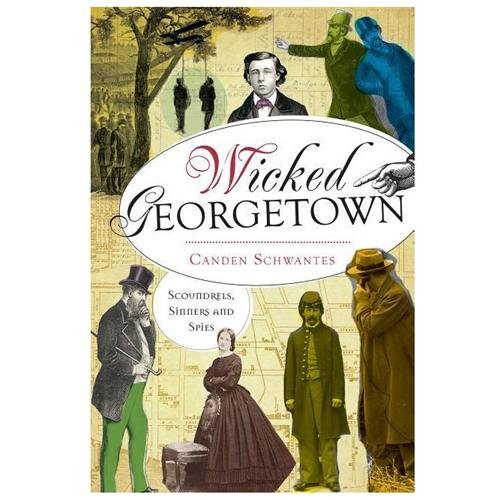 Wicked
GEORGETOWN
CANDEN SCHWANTES
SCOUNDRELS,
SINNERS AND
SPIES